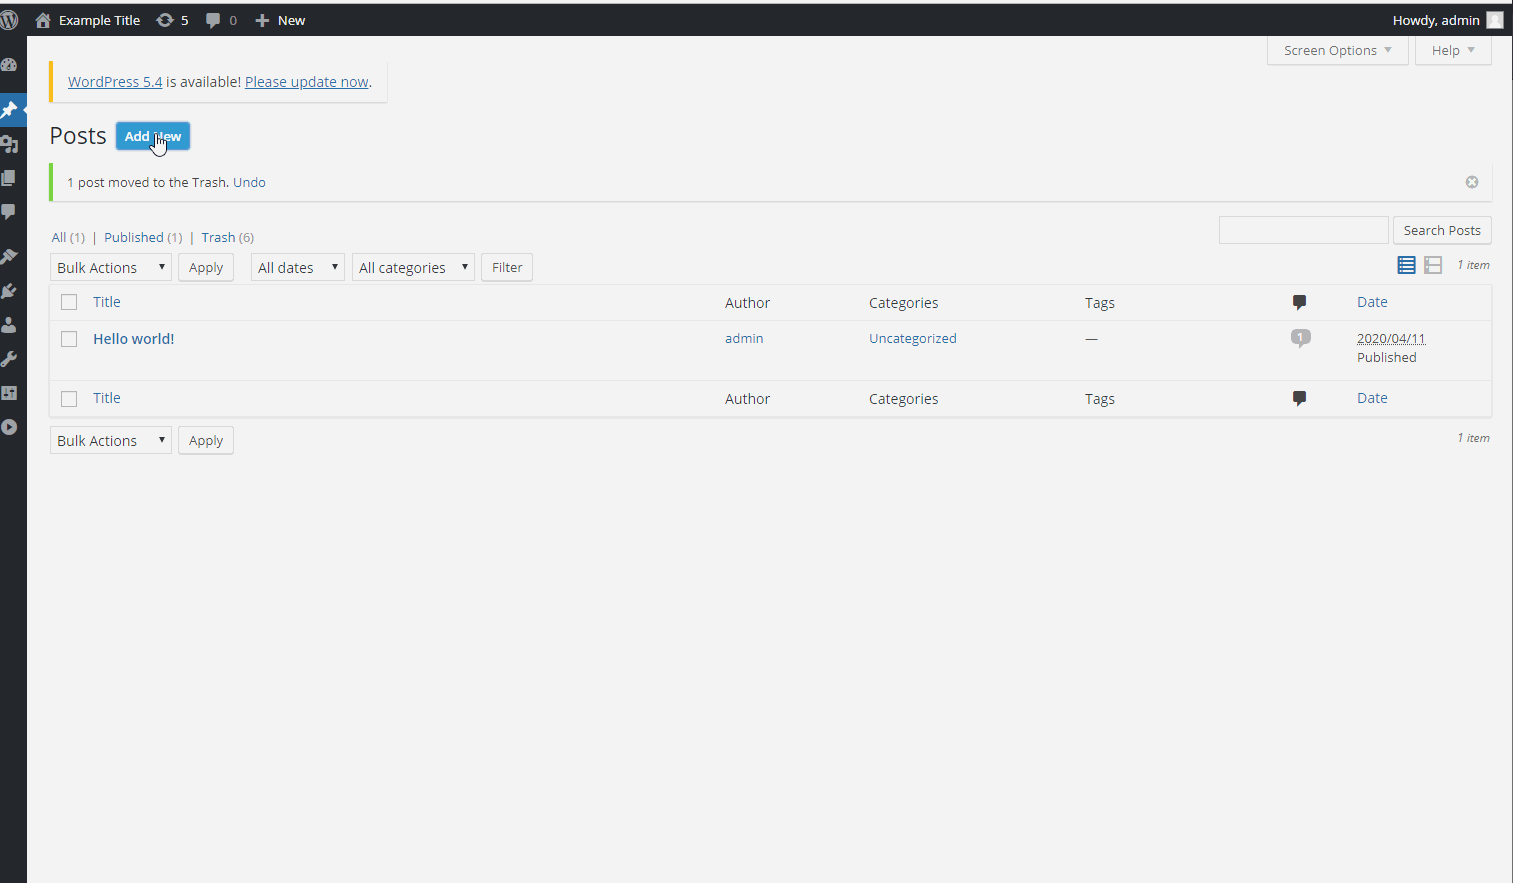 Example Title 5 0 New Howdy, admin
Screen Options Help
WordPress 5.4 is available! Please update now.
Posts Add New
1 post moved to the Trash. Undo
All (1) | Published (1) | Trash (6) Search Posts
Bulk Actions Apply All dates All categories Filter 1 item
Title Author Categories Tags Date
Hello world! admin Uncategorized — 1 2020/04/11
Published
Title Author Categories Tags Date
Bulk Actions Apply 1 item